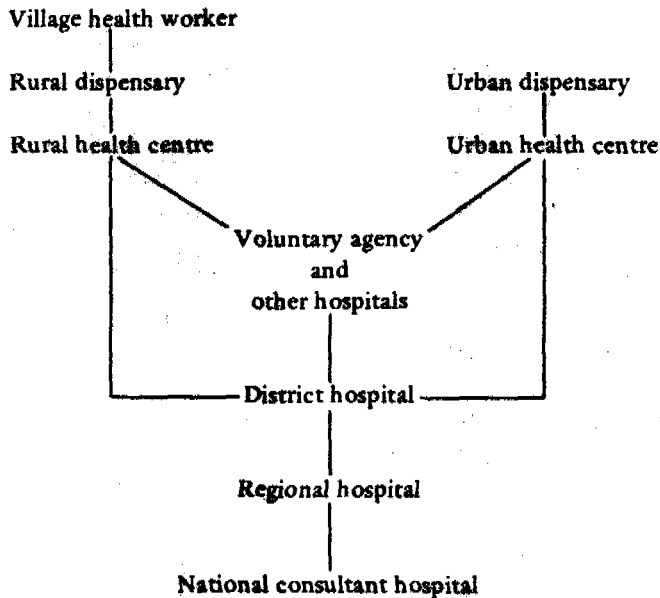 Village health worker
Rural dispensary
Urban dispensary
Rural health centre
Urban health centre
Voluntary agency
and
other hospitals
District hospital
Regional hospital
National consultant hospital